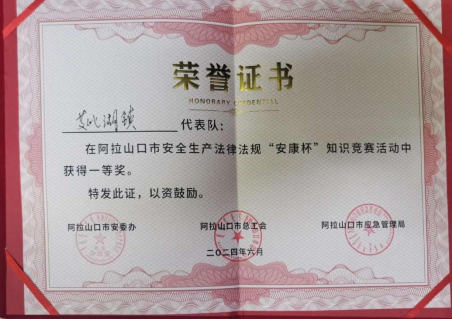 荣誉证书
HONORARY CREDENTIAL
艾比湖镇 代表队：
在阿拉山口市安全生产法律法规“安康杯”知识竞赛活动中
获得一等奖。
特发此证，以资鼓励。
阿拉山口市安委办 阿拉山口市总工会 阿拉山口市应急管理局
二〇二四年六月